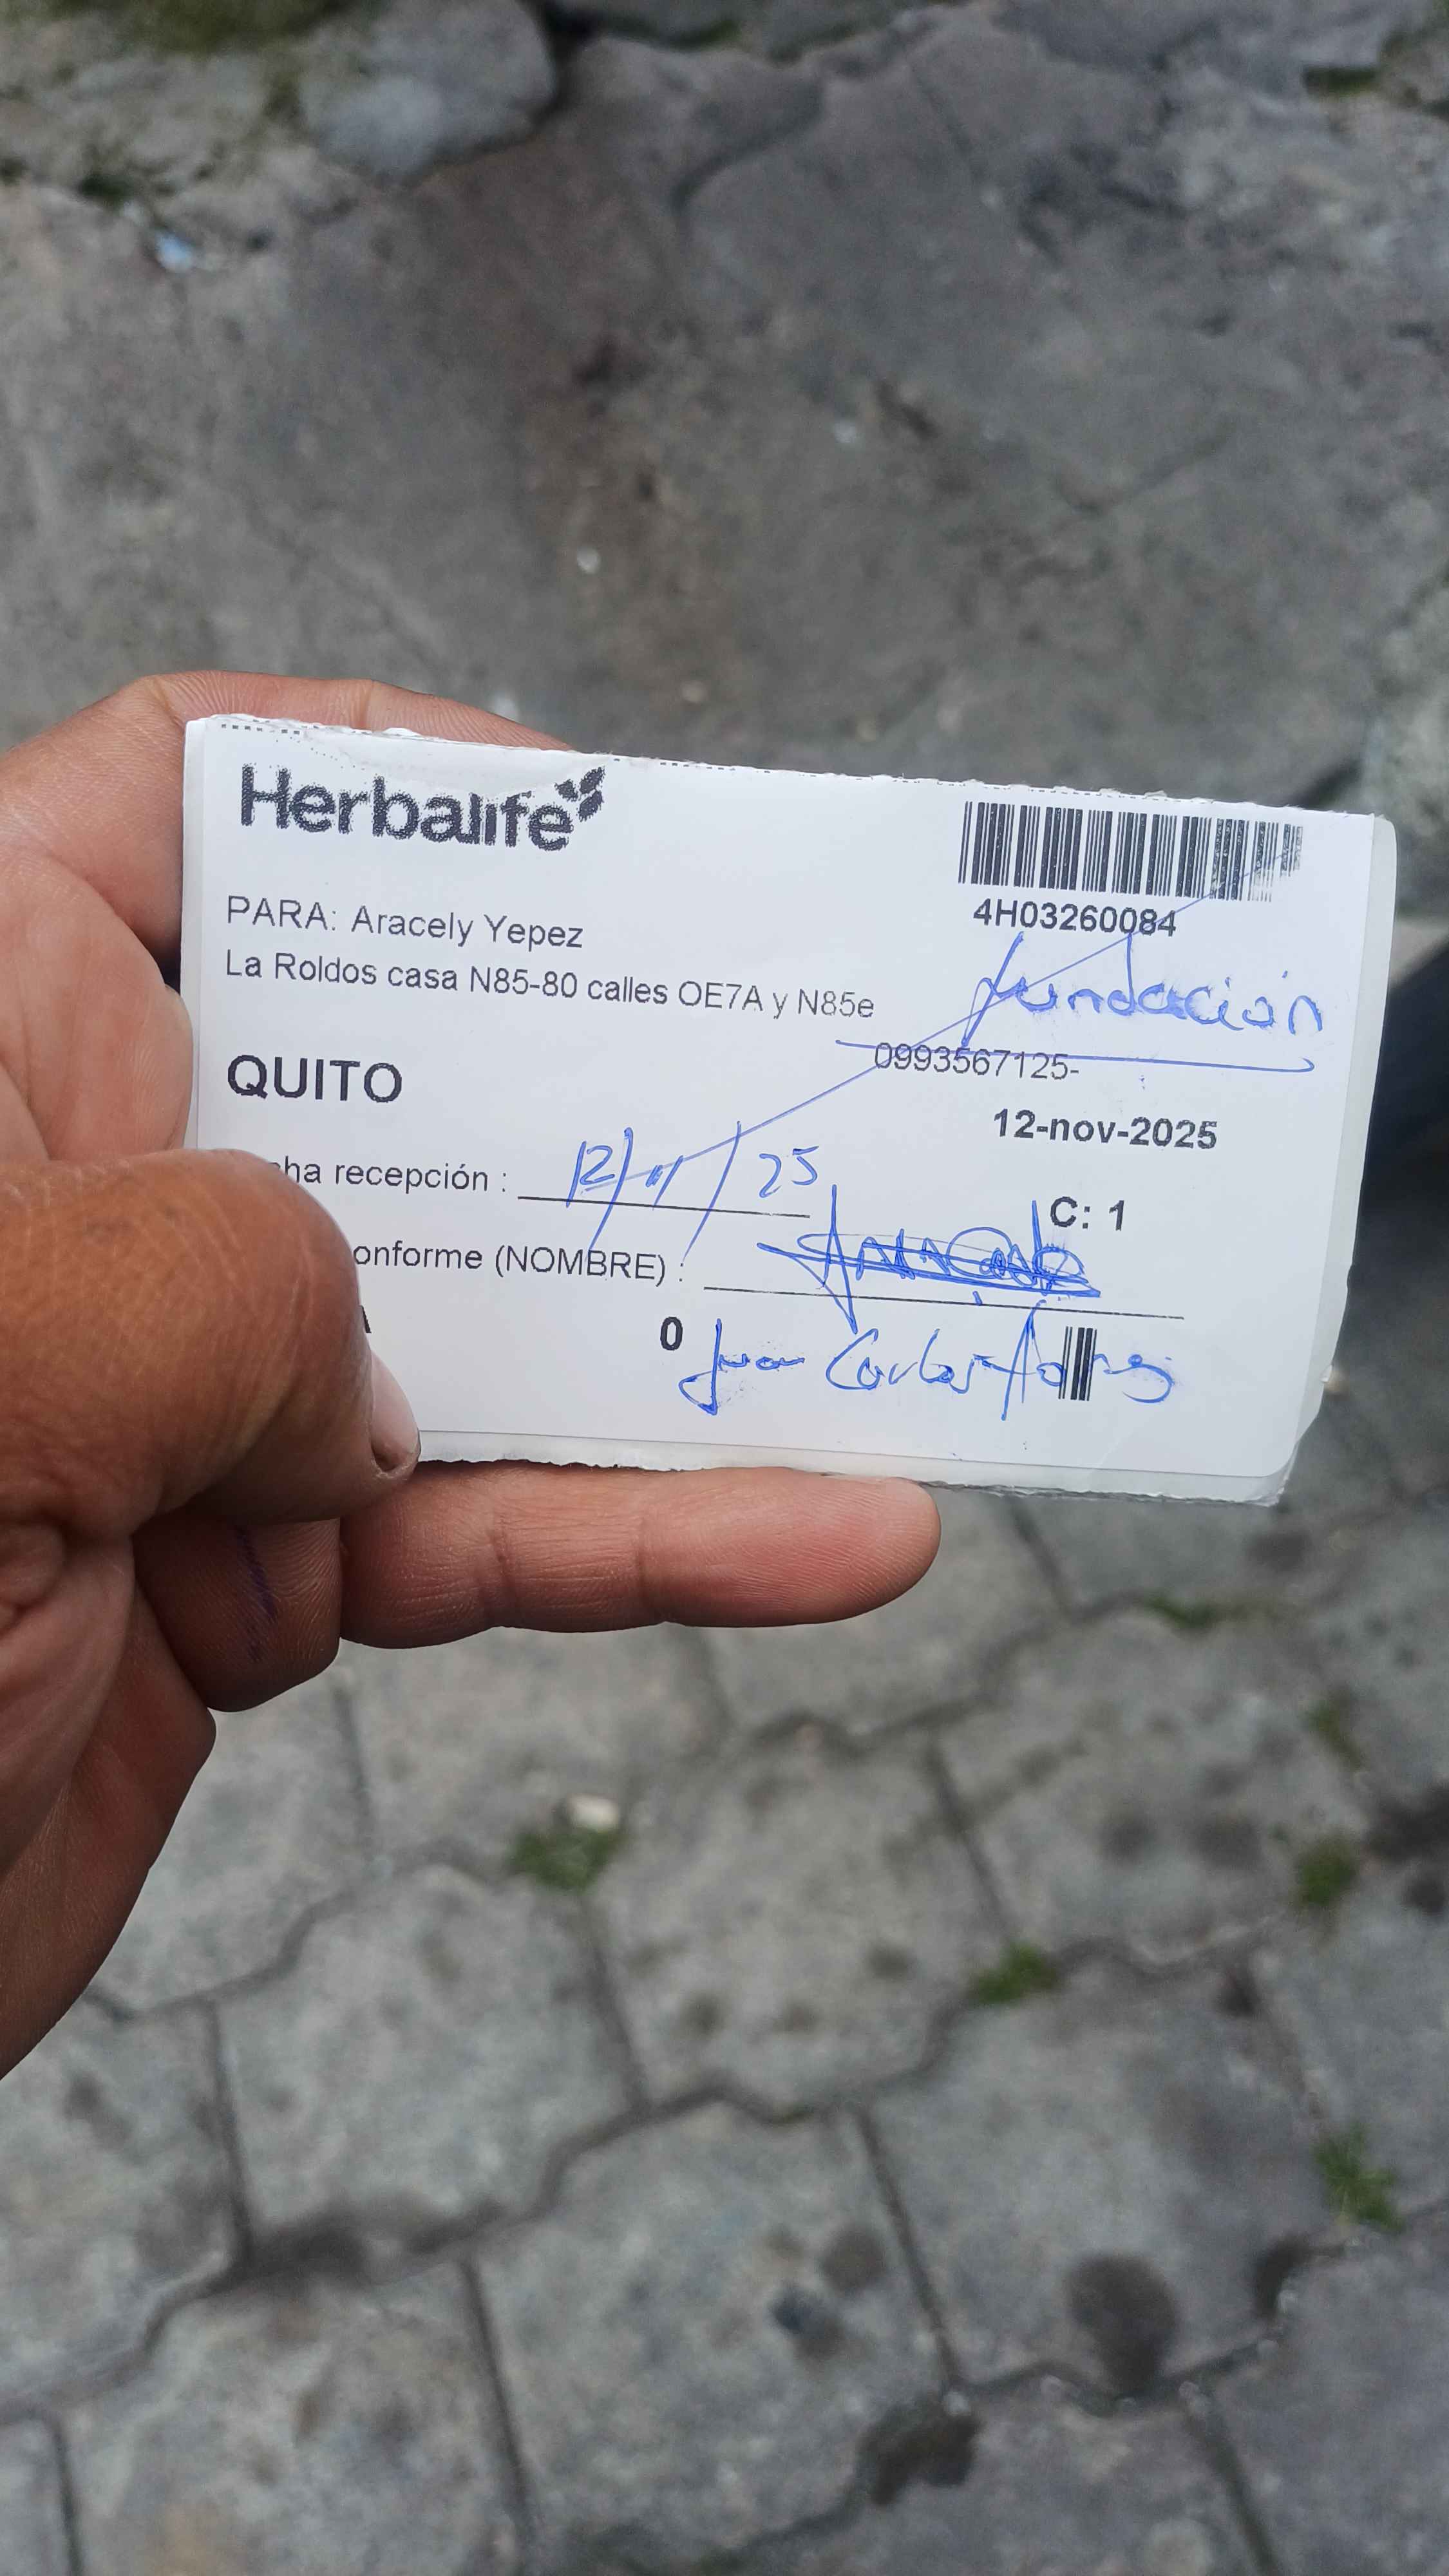 Herbalife
4H03260084
PARA: Aracely Yepez
La Roldos casa N85-80 calles OE7A y N85e
fundación
0993567125-
QUITO
12-nov-2025
ha recepción : 12/11/25
C: 1
onforme (NOMBRE) :
0
Juan Carlos